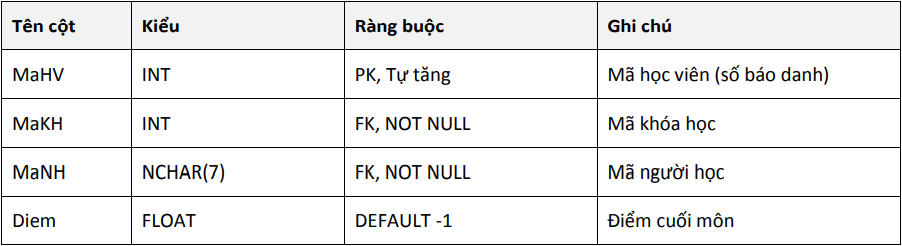 Tên cột Kiểu Ràng buộc Ghi chú
MaHV INT PK, Tự tăng Mã học viên (số báo danh)
MaKH INT FK, NOT NULL Mã khóa học
MaNH NCHAR(7) FK, NOT NULL Mã người học
Diem FLOAT DEFAULT -1 Điểm cuối môn